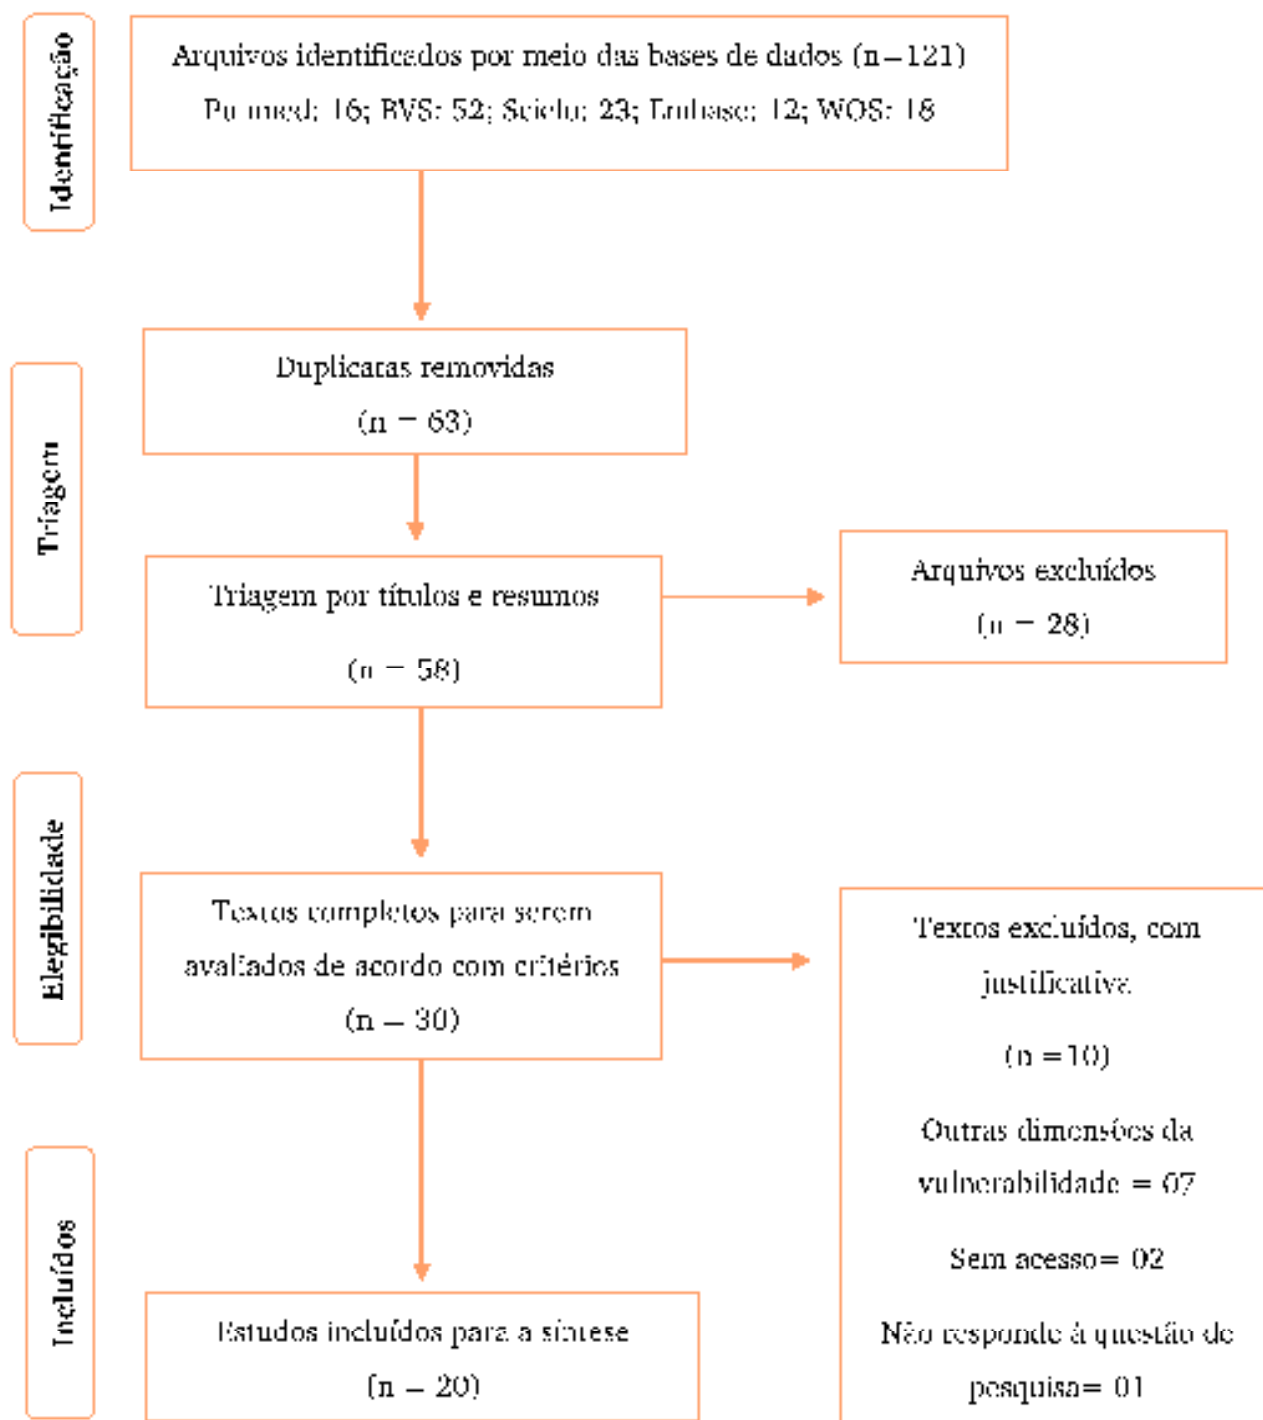 Identificação
Arquivos identificados por meio das bases de dados (n=121)
Pubmed: 16; BVS: 52; Scielo: 23; Embase: 12; WOS: 18
Triagem
Duplicatas removidas
(n = 63)
Triagem por títulos e resumos
(n = 58)
Arquivos excluídos
(n = 28)
Elegibilidade
Textos completos para serem
avaliados de acordo com critérios
(n = 30)
Textos excluídos, com
justificativa
(n =10)
Outras dimensões da
vulnerabilidade = 07
Sem acesso= 02
Não responde à questão de
pesquisa= 01
Incluídos
Estudos incluídos para a síntese
(n = 20)